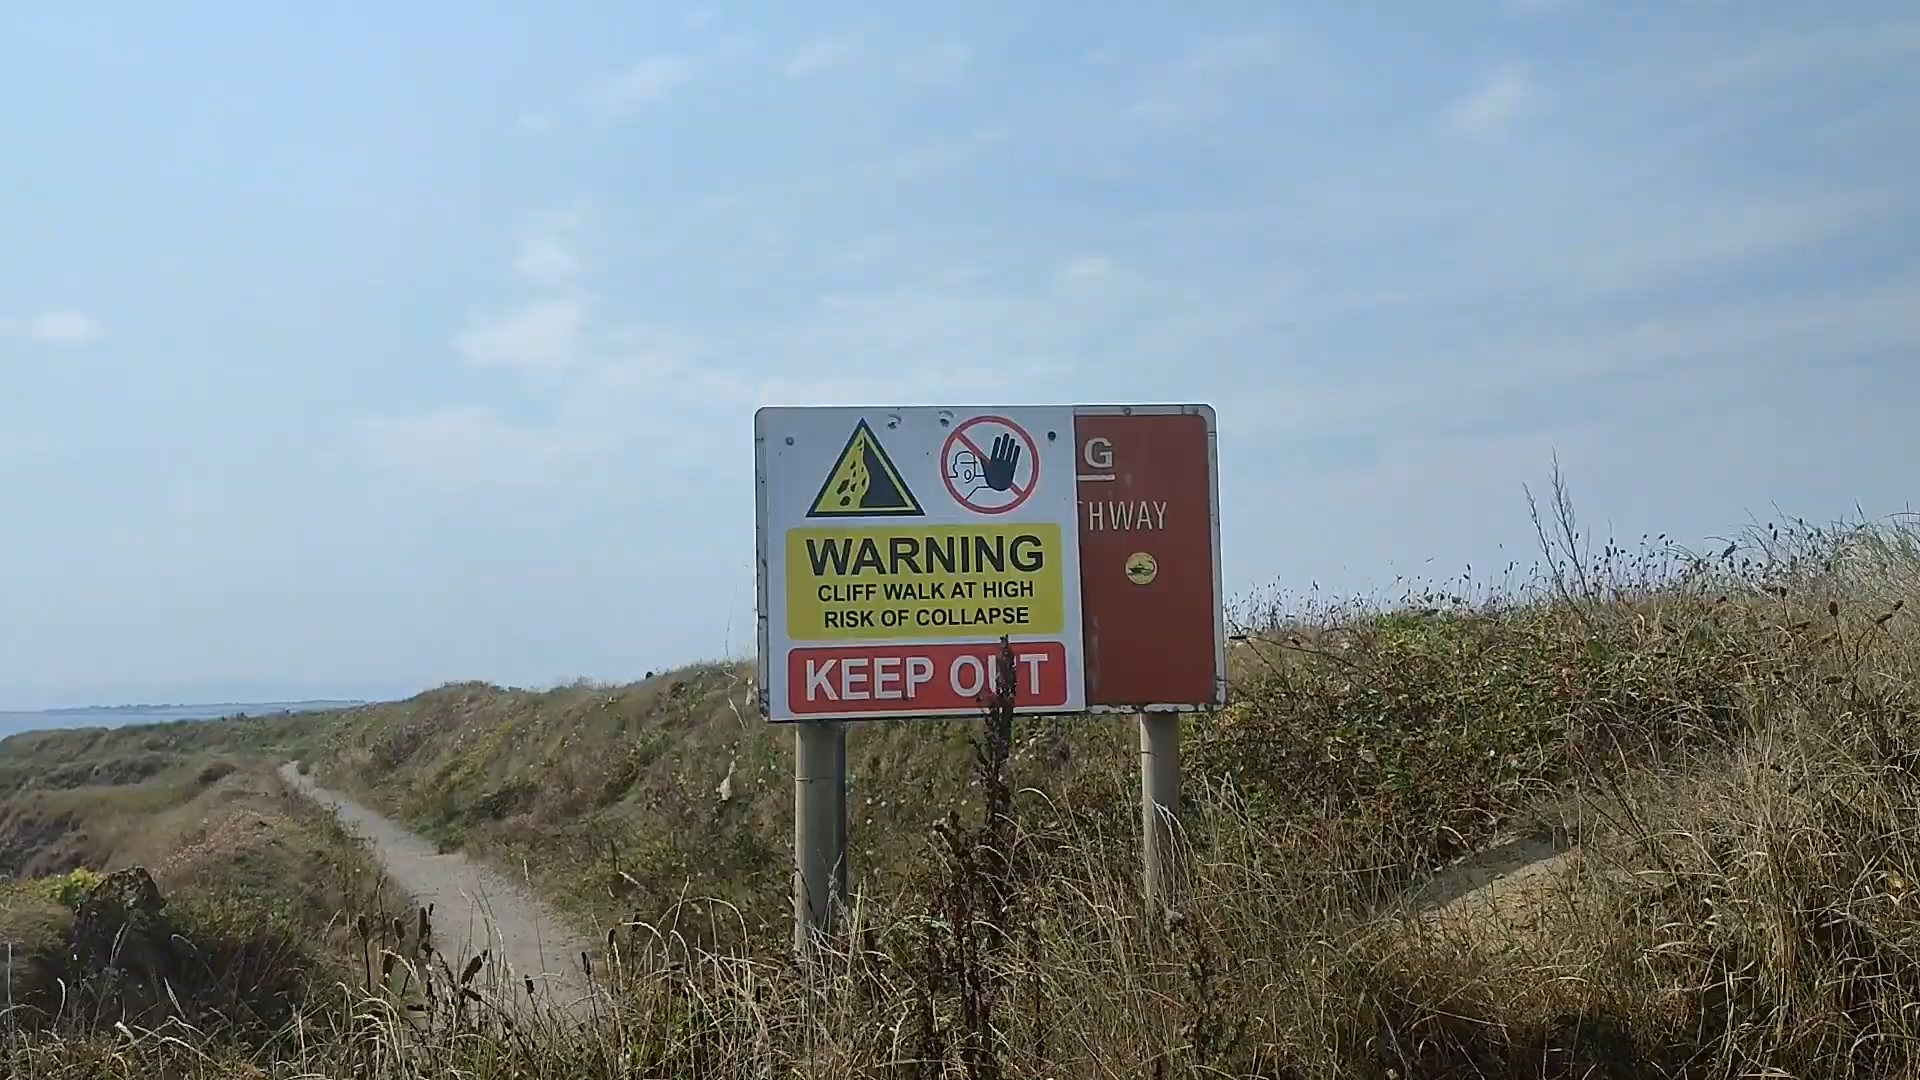 WARNING
CLIFF WALK AT HIGH
RISK OF COLLAPSE
KEEP OUT
G
HWAY